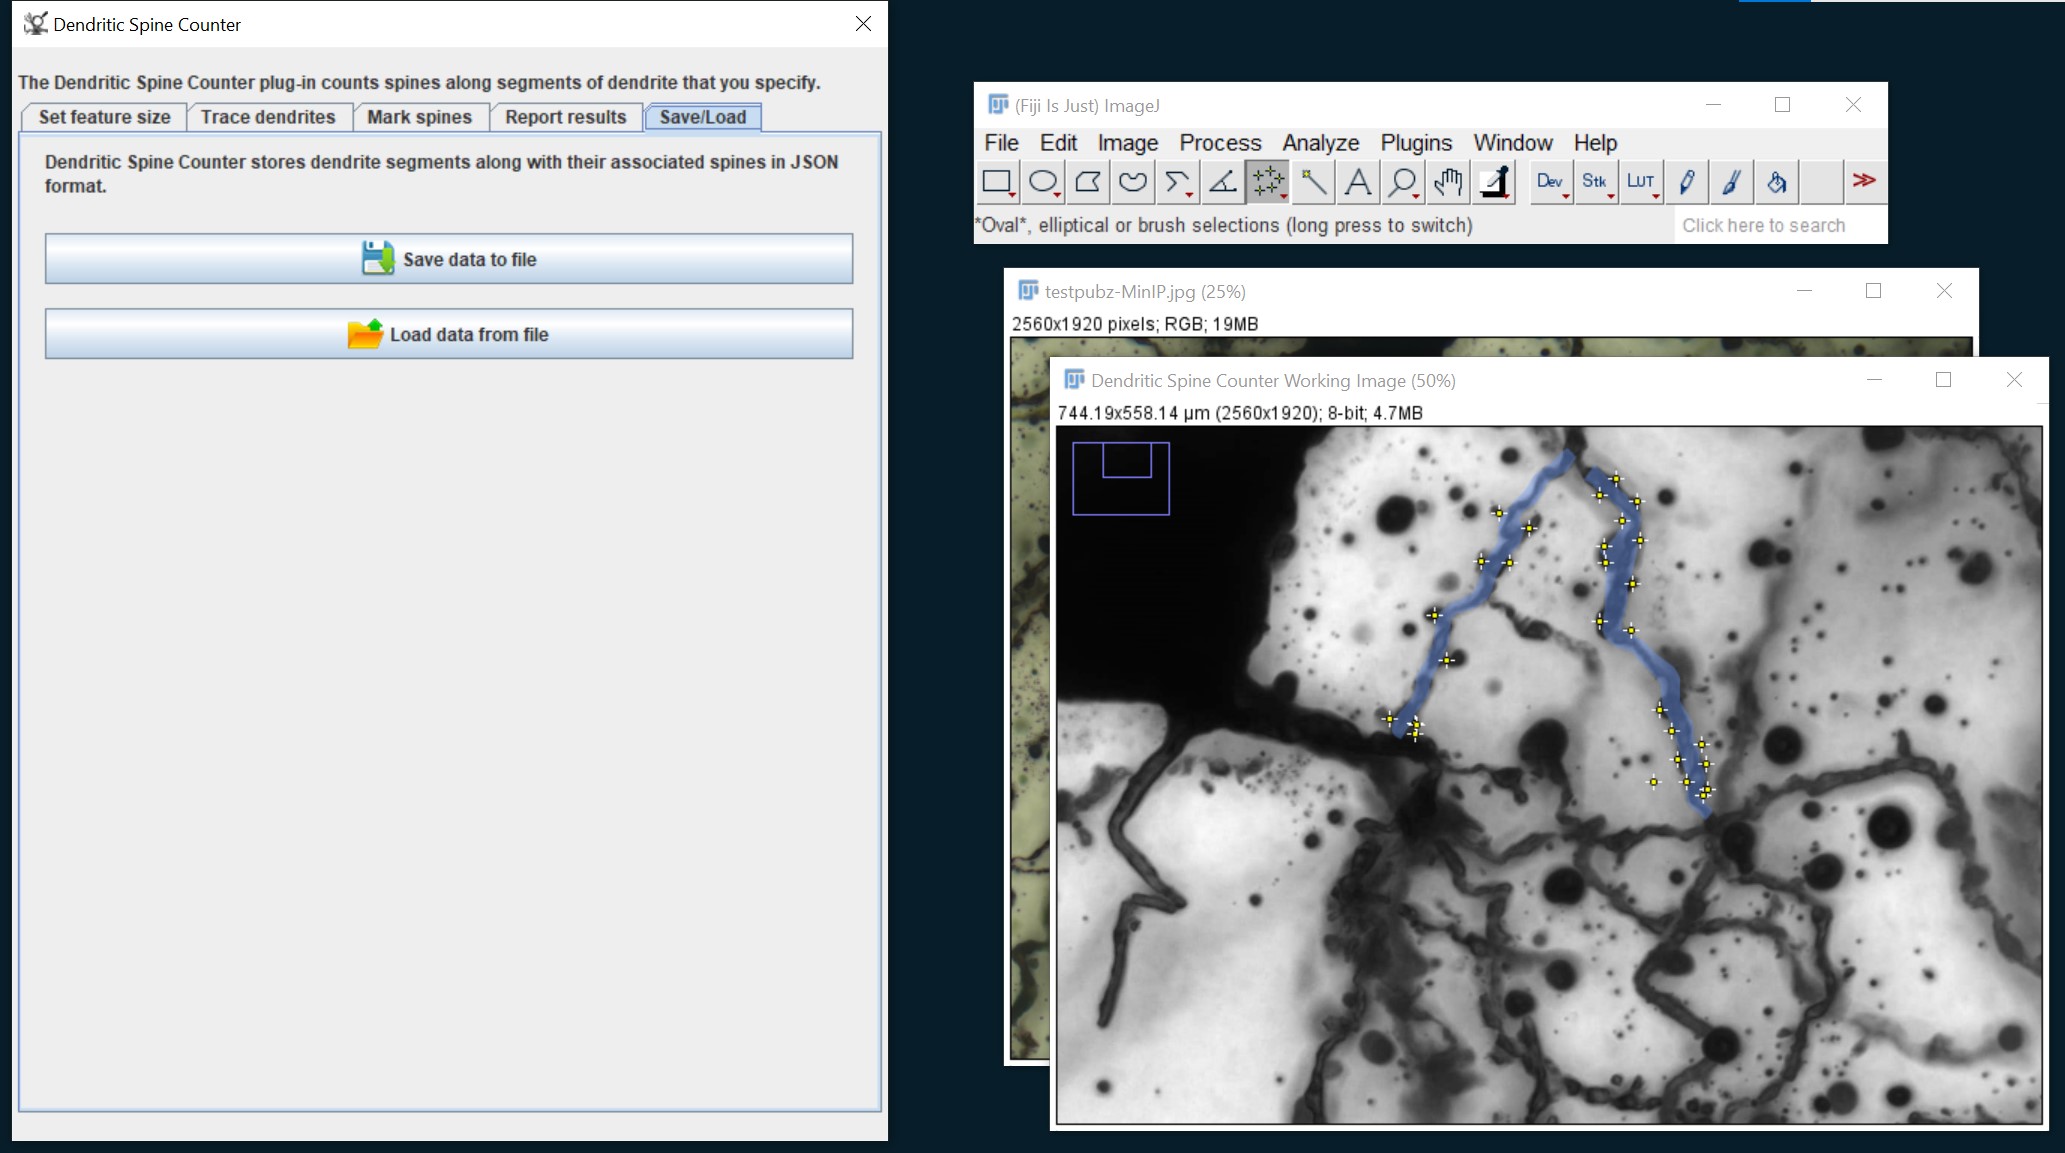 Dendritic Spine Counter
The Dendritic Spine Counter plug-in counts spines along segments of dendrite that you specify.
Set feature size
Trace dendrites
Mark spines
Report results
Save/Load
Dendritic Spine Counter stores dendrite segments along with their associated spines in JSON
format.
Save data to file
Load data from file
(Fiji Is Just) ImageJ
File Edit Image Process Analyze Plugins Window Help
A Dev Stk LUT >>
*Oval*, elliptical or brush selections (long press to switch)
Click here to search
testpubz-MinIP.jpg (25%)
2560x1920 pixels; RGB; 19MB
Dendritic Spine Counter Working Image (50%)
744.19x558.14 µm (2560x1920); 8-bit; 4.7MB